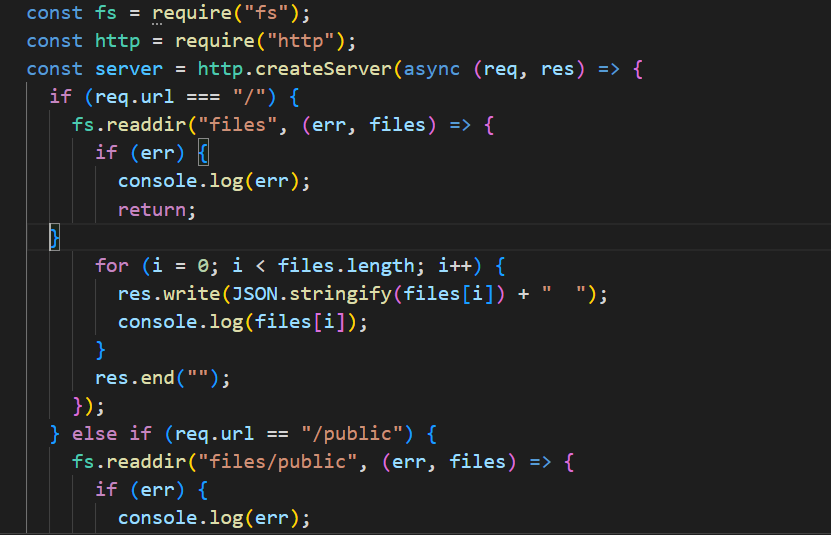 const fs = require("fs");
const http = require("http");
const server = http.createServer(async (req, res) => {
  if (req.url === "/") {
    fs.readdir("files", (err, files) => {
      if (err) {
        console.log(err);
        return;
  }
      for (i = 0; i < files.length; i++) {
        res.write(JSON.stringify(files[i]) + "  ");
        console.log(files[i]);
      }
      res.end("");
    });
  } else if (req.url == "/public") {
    fs.readdir("files/public", (err, files) => {
      if (err) {
        console.log(err);